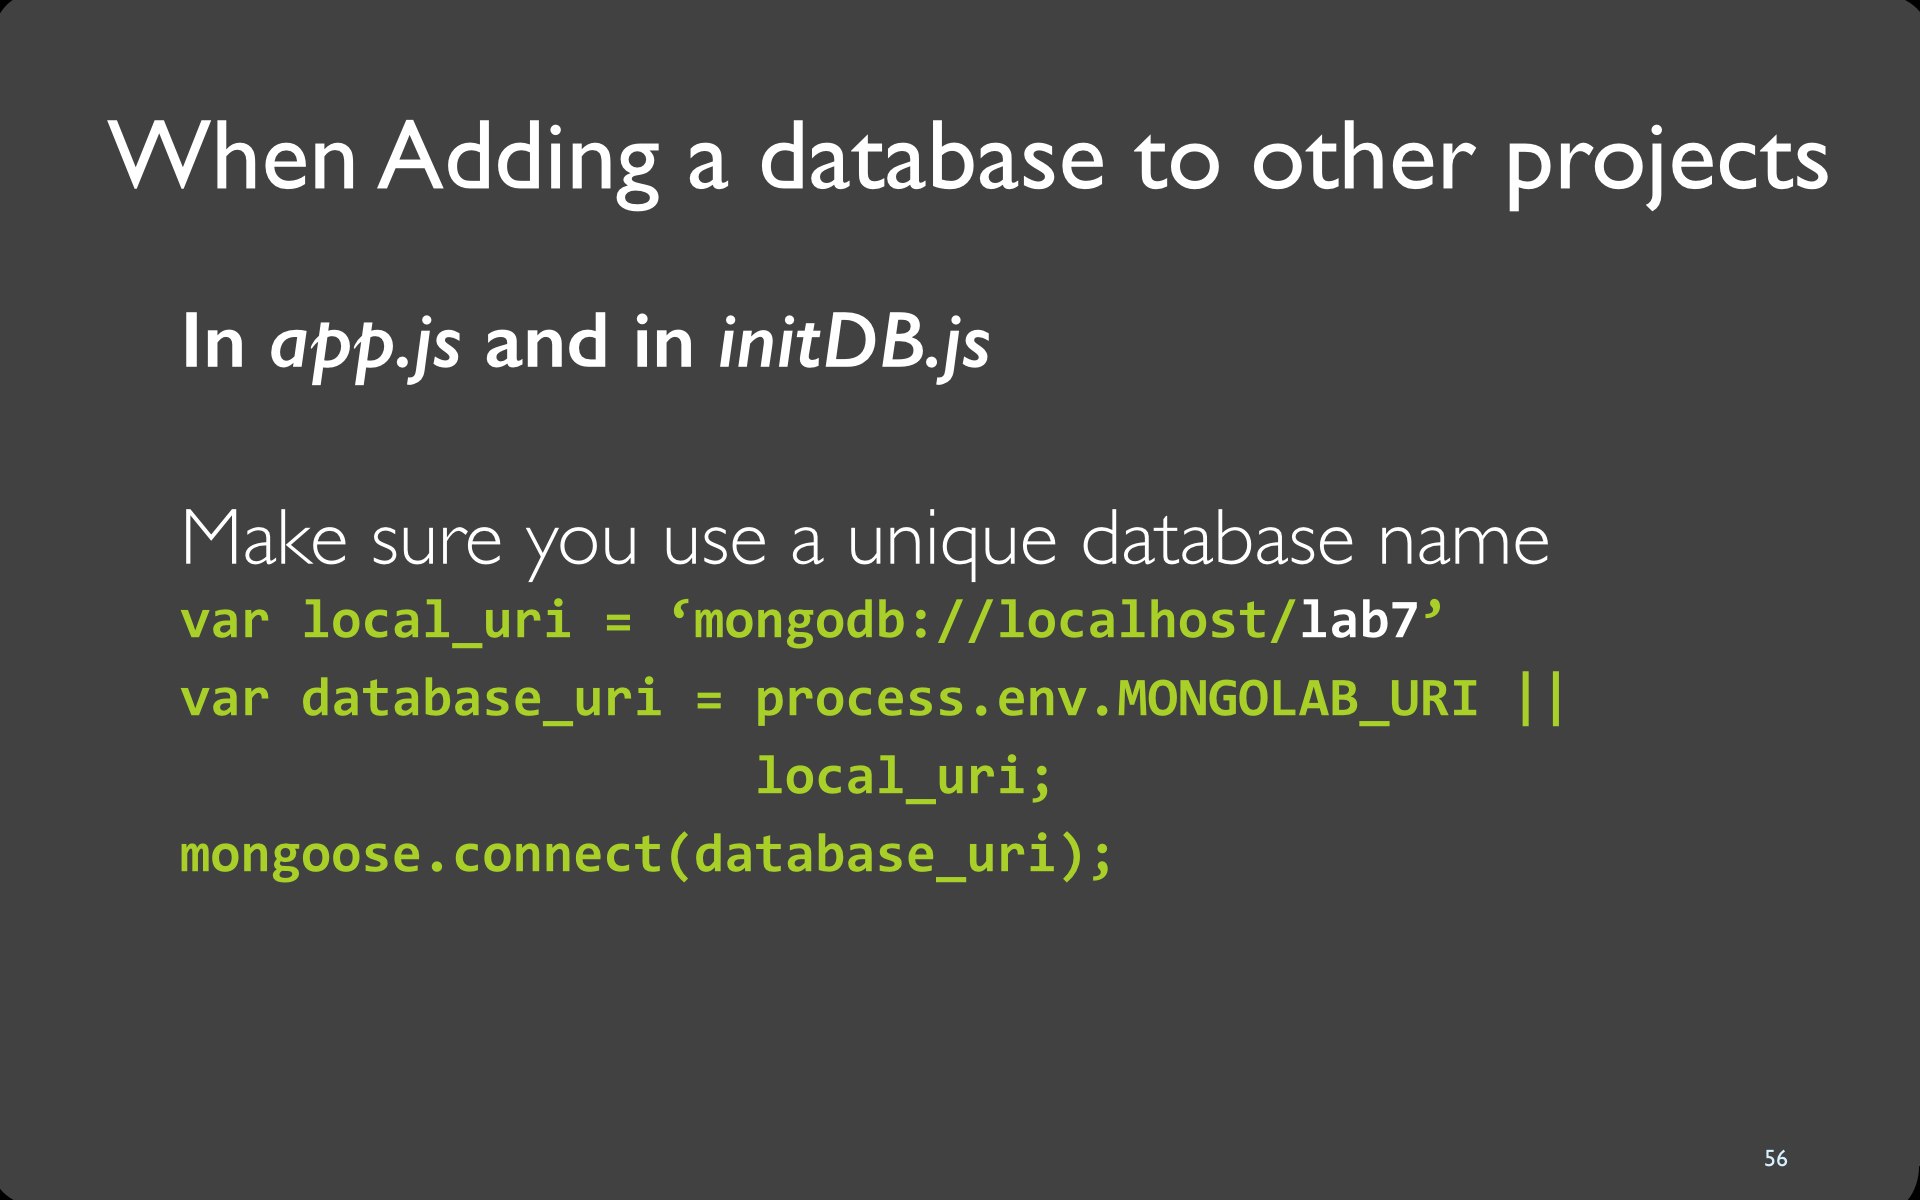 When Adding a database to other projects
In app.js and in initDB.js
Make sure you use a unique database name
var local_uri = ‘mongodb://localhost/lab7’
var database_uri = process.env.MONGOLAB_URI ||
local_uri;
mongoose.connect(database_uri);
56